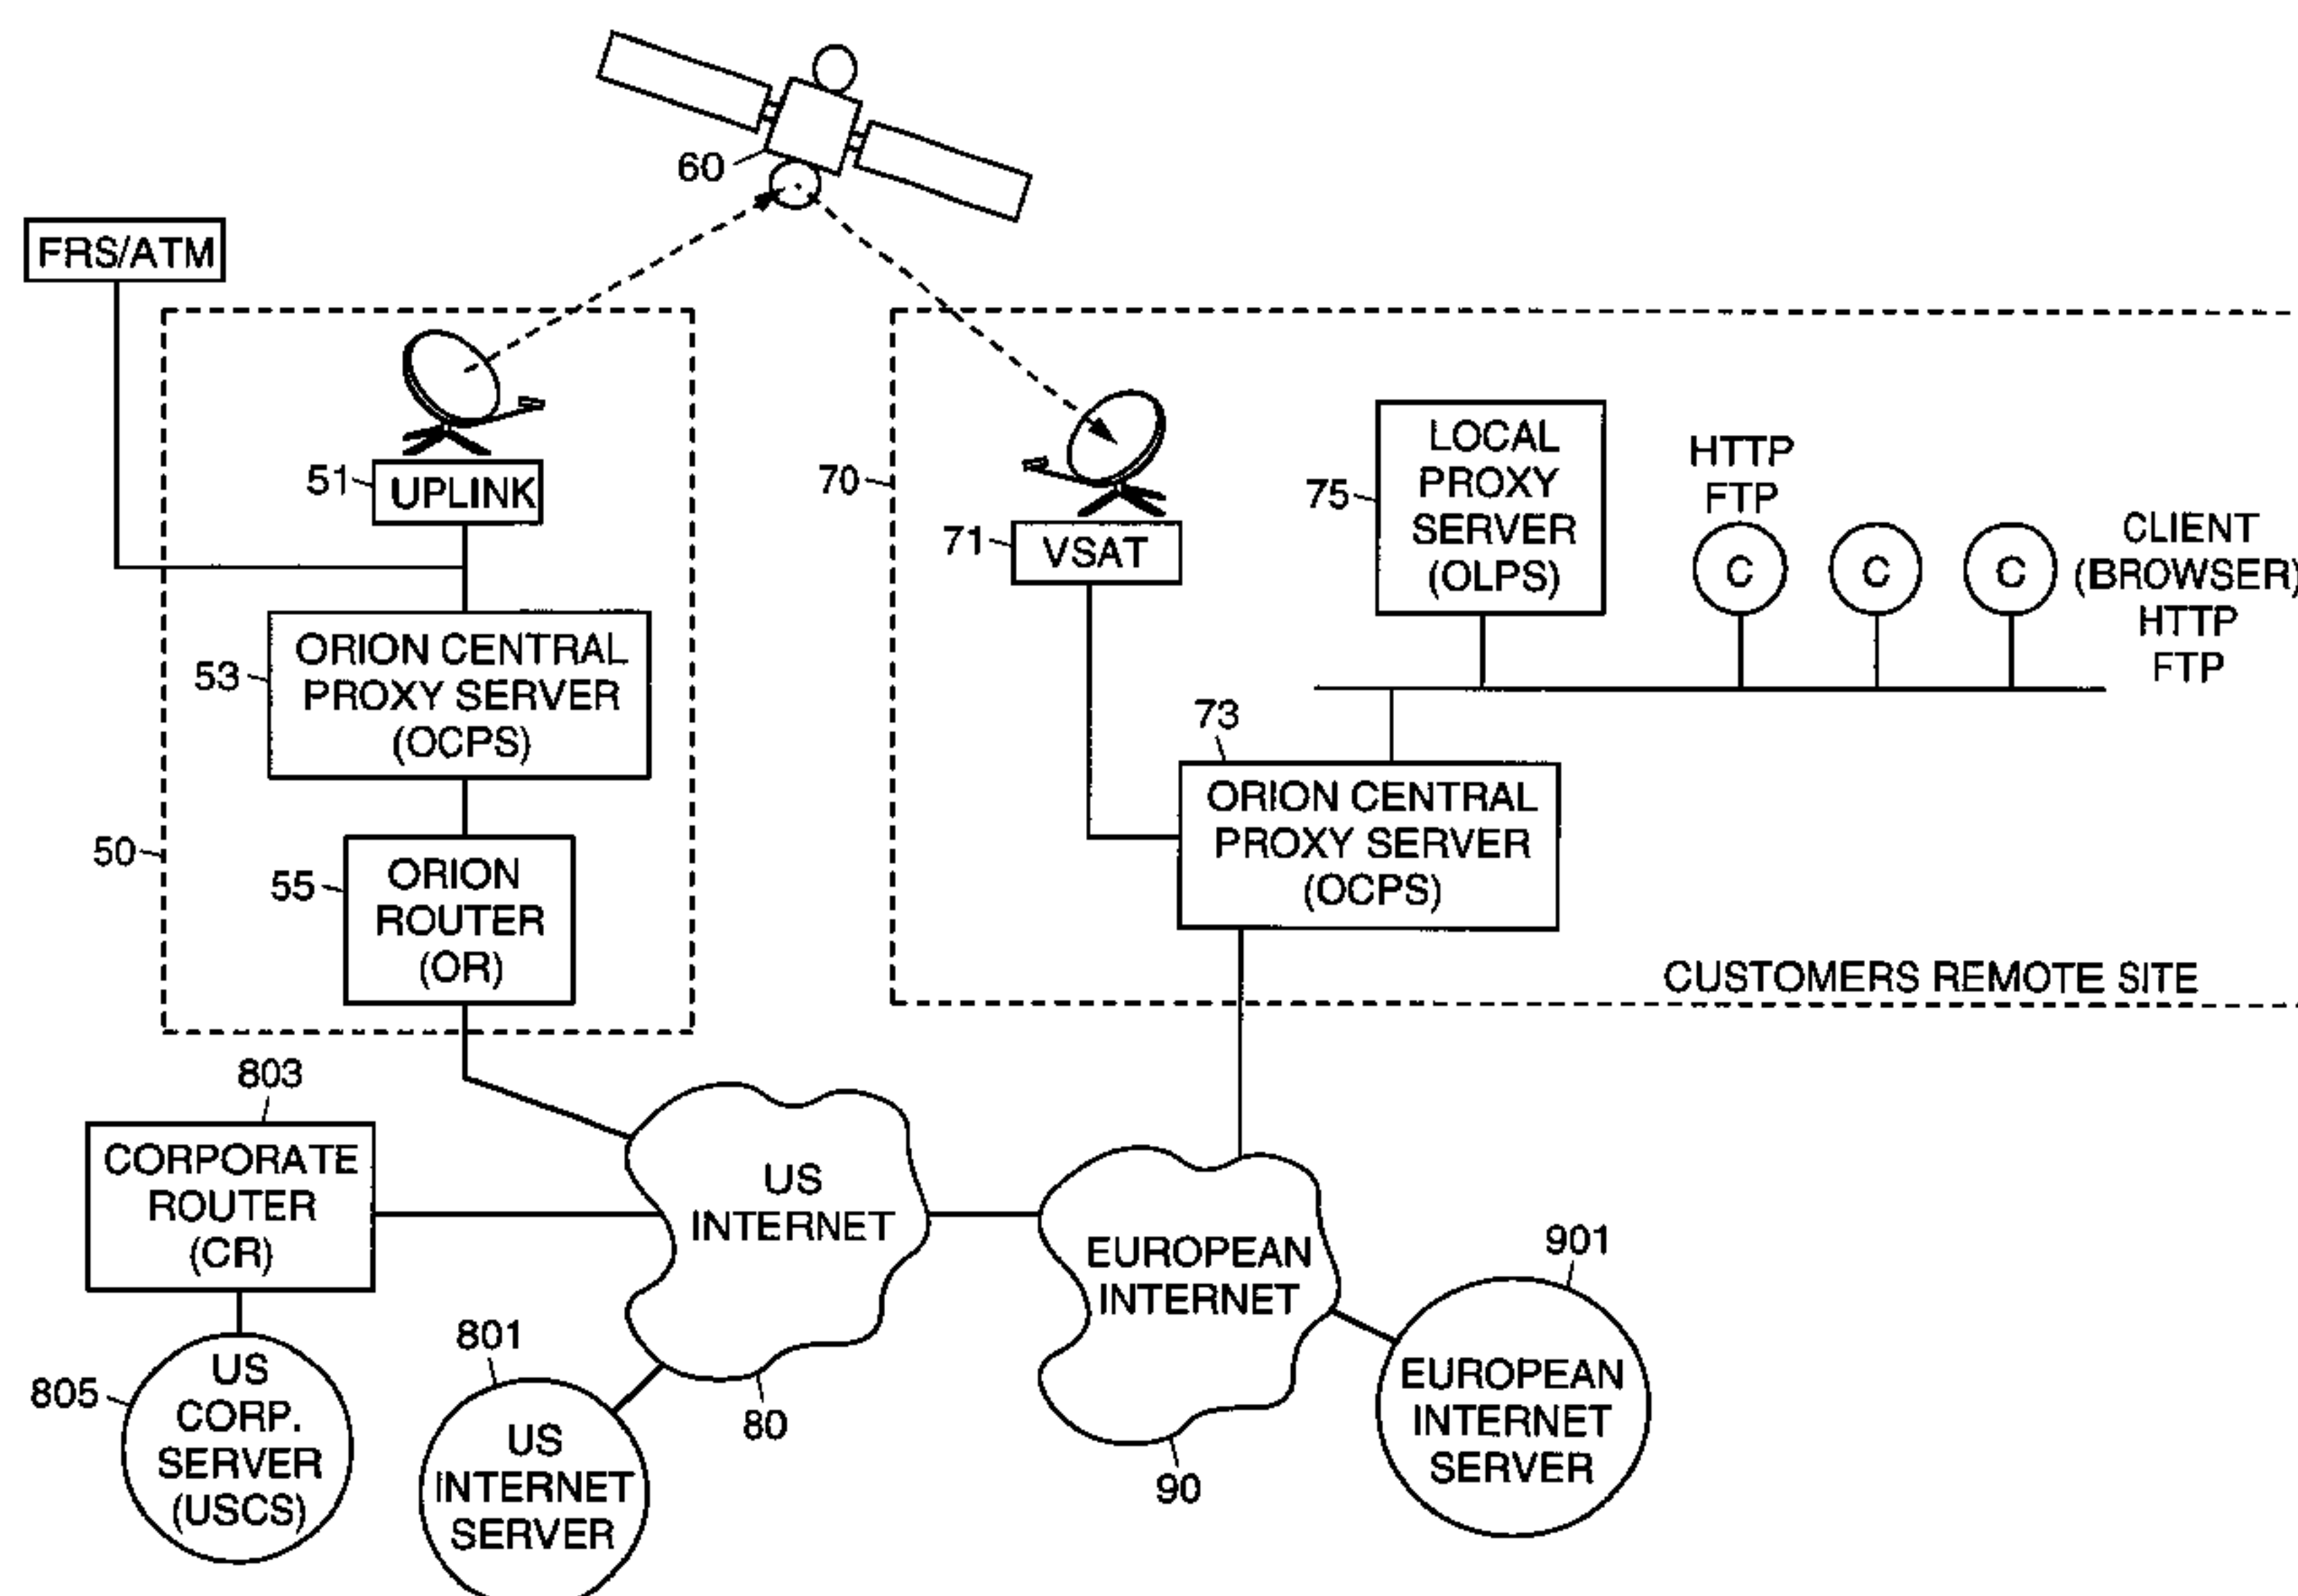 60
FRS/ATM
51
UPLINK
53
ORION CENTRAL
PROXY SERVER
(OCPS)
50
55
ORION
ROUTER
(OR)
70
71
VSAT
75
LOCAL
PROXY
SERVER
(OLPS)
HTTP
FTP
C
C
C
CLIENT
(BROWSER)
HTTP
FTP
73
ORION CENTRAL
PROXY SERVER
(OCPS)
CUSTOMERS REMOTE SITE
803
CORPORATE
ROUTER
(CR)
805
US
CORP.
SERVER
(USCS)
801
US
INTERNET
SERVER
US
INTERNET
80
EUROPEAN
INTERNET
90
901
EUROPEAN
INTERNET
SERVER